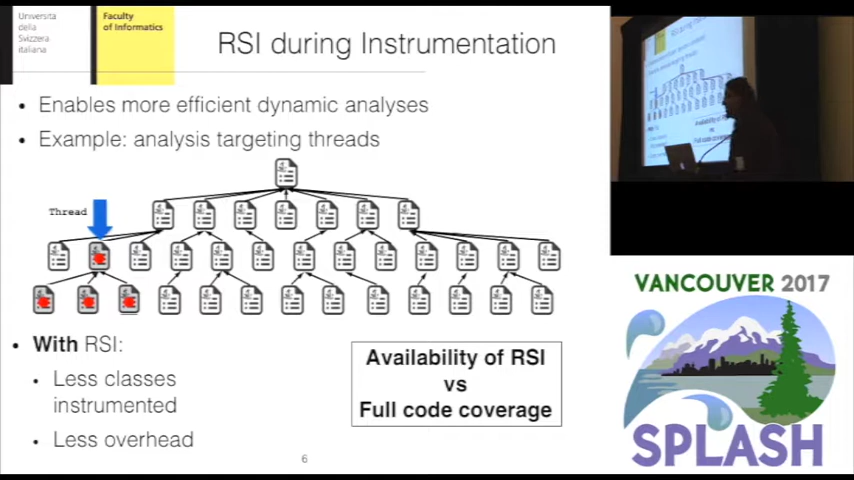 Universita
della
Svizzera
italiana
Faculty
of Informatics
RSI during Instrumentation
• Enables more efficient dynamic analyses
• Example: analysis targeting threads
Thread
• With RSI:
• Less classes
instrumented
• Less overhead
Availability of RSI
vs
Full code coverage
6
VANCOUVER 2017
SPLASH